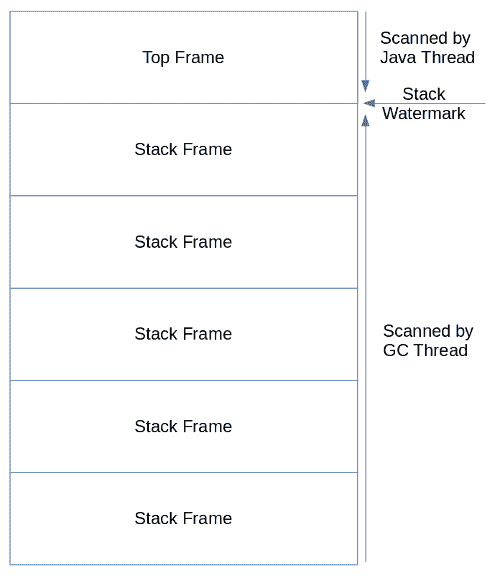 Top Frame
Scanned by
Java Thread
Stack
Watermark
Stack Frame
Stack Frame
Stack Frame
Scanned by
GC Thread
Stack Frame
Stack Frame